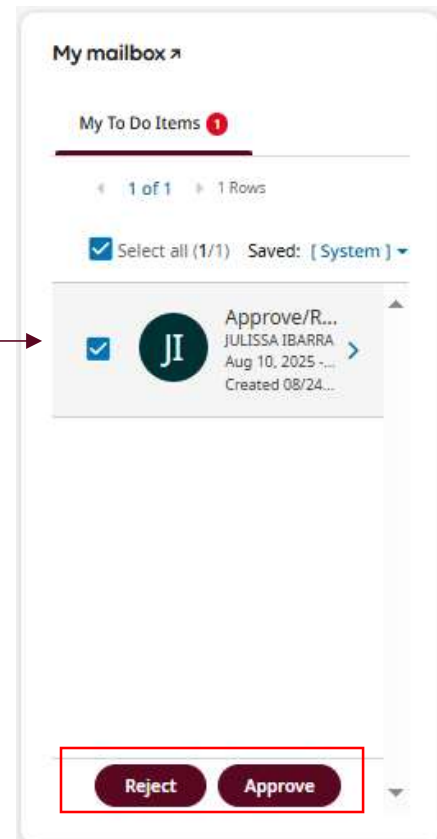 My mailbox
My To Do Items 1
1 of 1 1 Rows
Select all (1/1) Saved: [ System ]
Approve/R...
JI JULISSA IBARRA
Aug 10, 2025 -...
Created 08/24...
Reject Approve